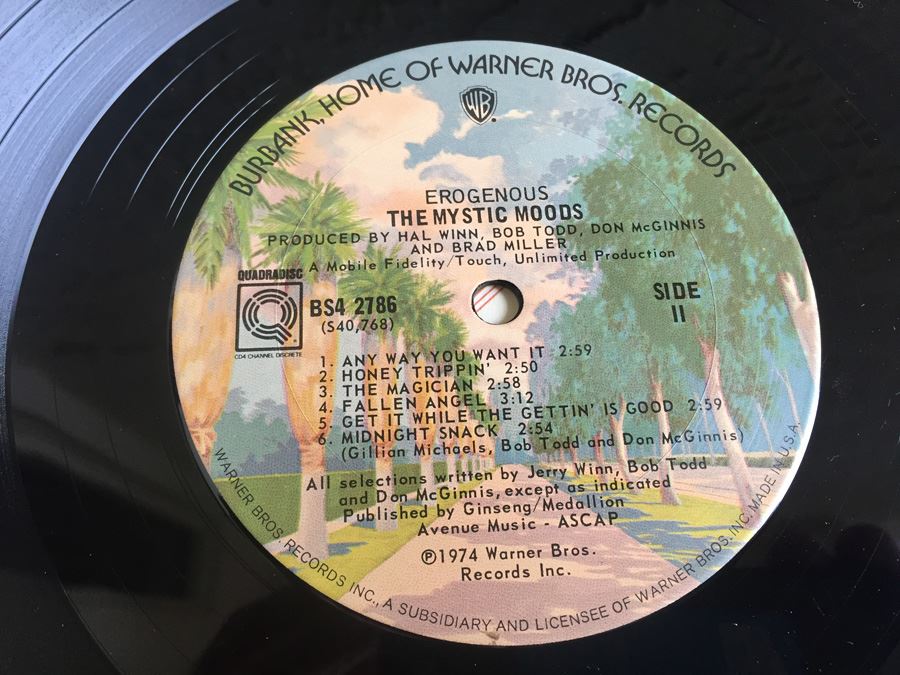 BURBANK, HOME OF WARNER BROS. RECORDS
WB
EROGENOUS
THE MYSTIC MOODS
PRODUCED BY HAL WINN, BOB TODD, DON McGINNIS
AND BRAD MILLER
A Mobile Fidelity/Touch, Unlimited Production
QUADRADISC
CD4 CHANNEL DISCRETE
BS4 2786
(S40,768)
SIDE
II
1. ANY WAY YOU WANT IT 2:59
2. HONEY TRIPPIN' 2:50
3. THE MAGICIAN 2:58
4. FALLEN ANGEL 3:12
5. GET IT WHILE THE GETTIN' IS GOOD 2:59
6. MIDNIGHT SNACK 2:54
(Gillian Michaels, Bob Todd and Don McGinnis)
All selections written by Jerry Winn, Bob Todd
and Don McGinnis, except as indicated
Published by Ginseng/Medallion
Avenue Music - ASCAP
℗1974 Warner Bros.
Records Inc.
WARNER BROS. RECORDS INC., A SUBSIDIARY AND LICENSEE OF WARNER BROS. INC. MADE IN U.S.A.